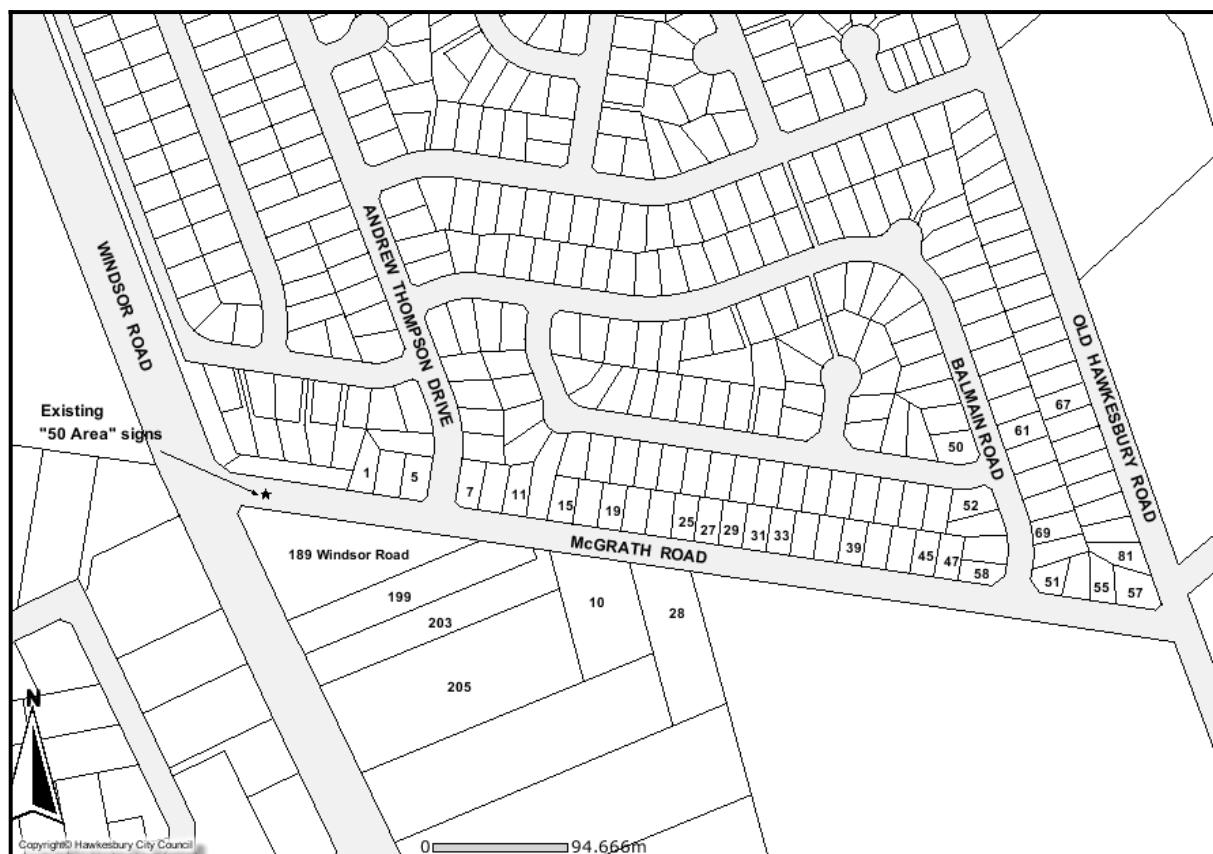 WINDSOR ROAD
ANDREW THOMPSON DRIVE
BALMAIN ROAD
OLD HAWKESBURY ROAD
Existing
"50 Area" signs
67
61
50
1
5
7
11
15
19
25
27
29
31
33
39
45
47
52
58
69
51
55
57
81
McGRATH ROAD
189 Windsor Road
199
203
205
10
28
N
Copyright© Hawkesbury City Council
0
94.666m